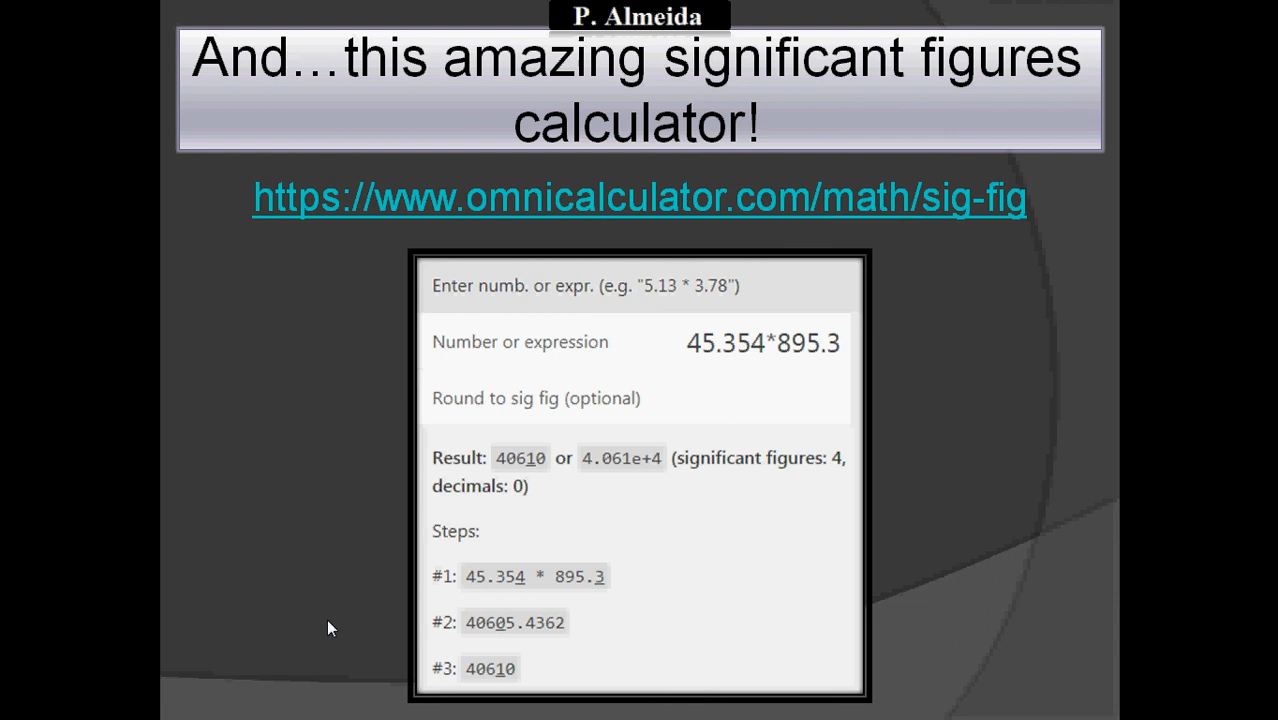 P. Almeida
And…this amazing significant figures
calculator!
https://www.omnicalculator.com/math/sig-fig
Enter numb. or expr. (e.g. "5.13 * 3.78")
Number or expression 45.354*895.3
Round to sig fig (optional)
Result: 40610 or 4.061e+4 (significant figures: 4,
decimals: 0)
Steps:
#1: 45.354 * 895.3
#2: 40605.4362
#3: 40610